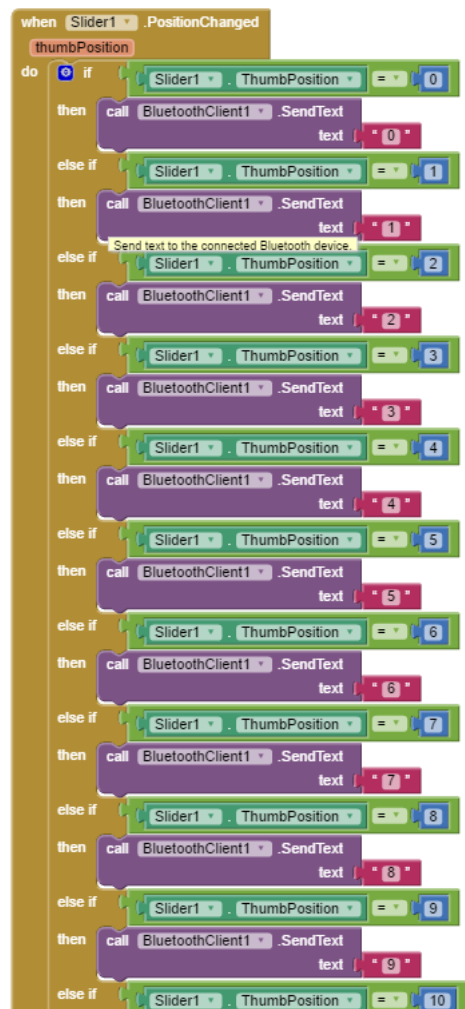 when Slider1 .PositionChanged
thumbPosition
do if Slider1 . ThumbPosition = 0
then call BluetoothClient1 .SendText
text " 0 "
else if Slider1 . ThumbPosition = 1
then call BluetoothClient1 .SendText
text " 1 "
Send text to the connected Bluetooth device.
else if Slider1 . ThumbPosition = 2
then call BluetoothClient1 .SendText
text " 2 "
else if Slider1 . ThumbPosition = 3
then call BluetoothClient1 .SendText
text " 3 "
else if Slider1 . ThumbPosition = 4
then call BluetoothClient1 .SendText
text " 4 "
else if Slider1 . ThumbPosition = 5
then call BluetoothClient1 .SendText
text " 5 "
else if Slider1 . ThumbPosition = 6
then call BluetoothClient1 .SendText
text " 6 "
else if Slider1 . ThumbPosition = 7
then call BluetoothClient1 .SendText
text " 7 "
else if Slider1 . ThumbPosition = 8
then call BluetoothClient1 .SendText
text " 8 "
else if Slider1 . ThumbPosition = 9
then call BluetoothClient1 .SendText
text " 9 "
else if Slider1 . ThumbPosition = 10